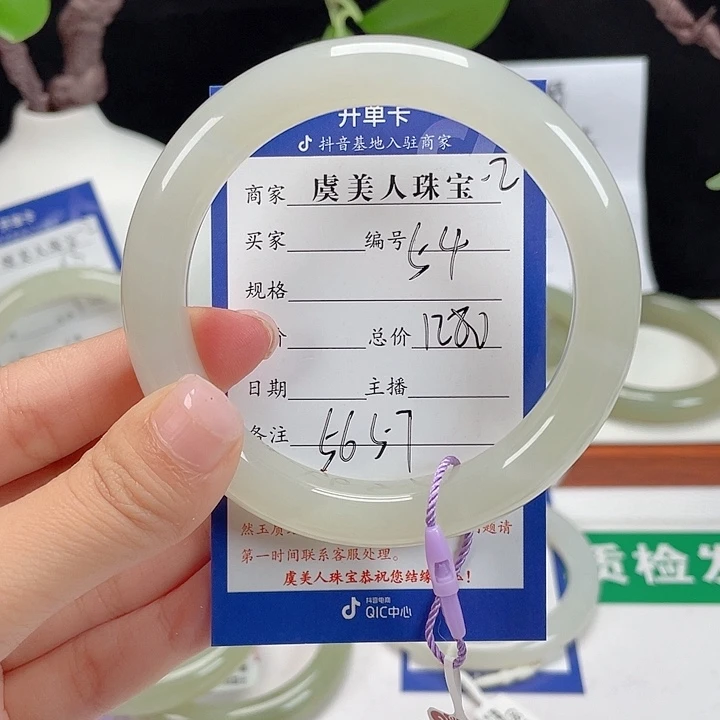 开单卡
抖音基地入驻商家
商家 虞美人珠宝 .2
买家 编号 54
规格
价 总价 1280
日期 主播
备注 5657
第一时间联系客服处理。
虞美人珠宝恭祝您结缘
抖音电商
QIC中心
质检发